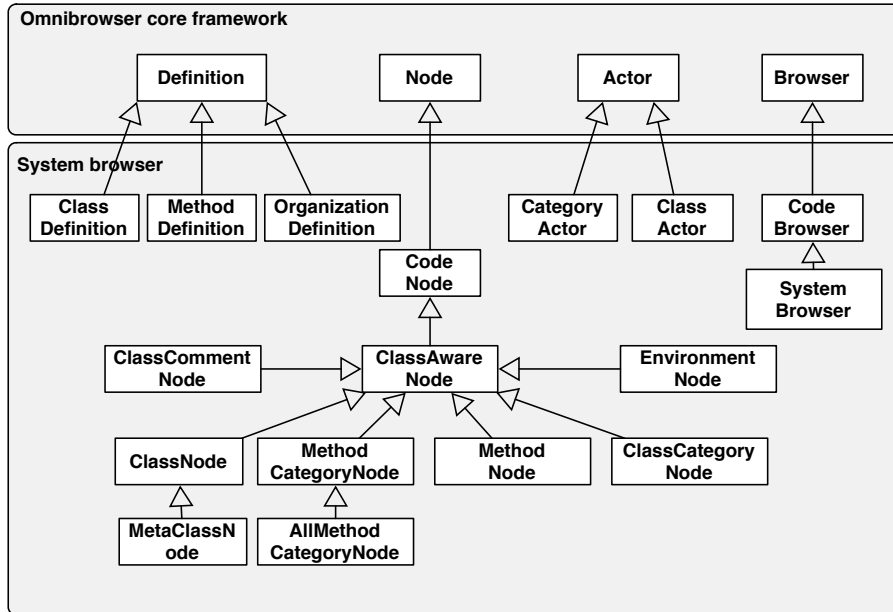 Omnibrowser core framework
Definition
Node
Actor
Browser
System browser
Class
Definition
Method
Definition
Organization
Definition
Category
Actor
Class
Actor
Code
Browser
Code
Node
System
Browser
ClassComment
Node
ClassAware
Node
Environment
Node
ClassNode
Method
CategoryNode
Method
Node
ClassCategory
Node
MetaClassN
ode
AllMethod
CategoryNode